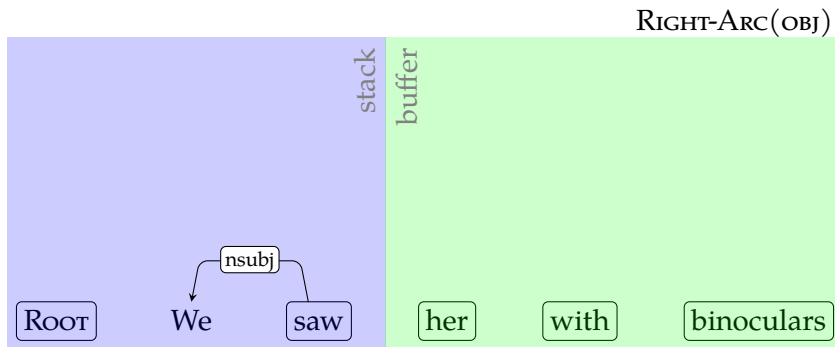 RIGHT-ARC(OBJ)
stack
buffer
nsubj
ROOT We saw her with binoculars